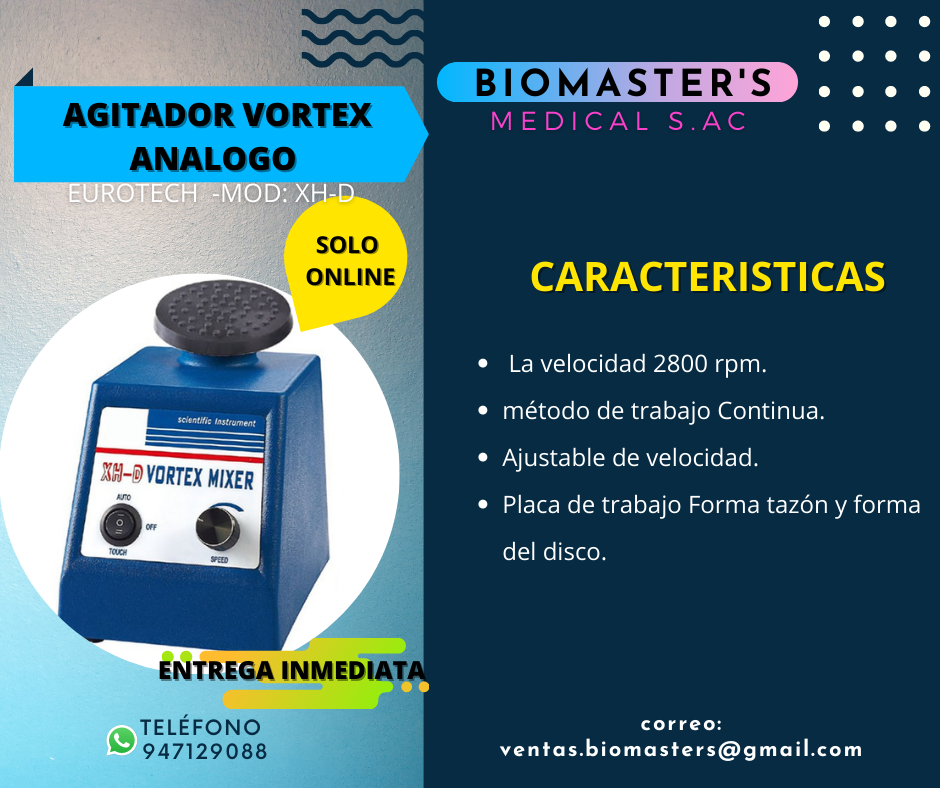 AGITADOR VORTEX
ANALOGO
EUROTECH -MOD: XH-D
SOLO
ONLINE
scientific Instrument
XH-D VORTEX MIXER
AUTO
OFF
TOUCH
SPEED
ENTREGA INMEDIATA
TELÉFONO
947129088
BIOMASTER'S
MEDICAL S.AC
CARACTERISTICAS
• La velocidad 2800 rpm.
• método de trabajo Continua.
• Ajustable de velocidad.
• Placa de trabajo Forma tazón y forma
del disco.
correo:
ventas.biomasters@gmail.com